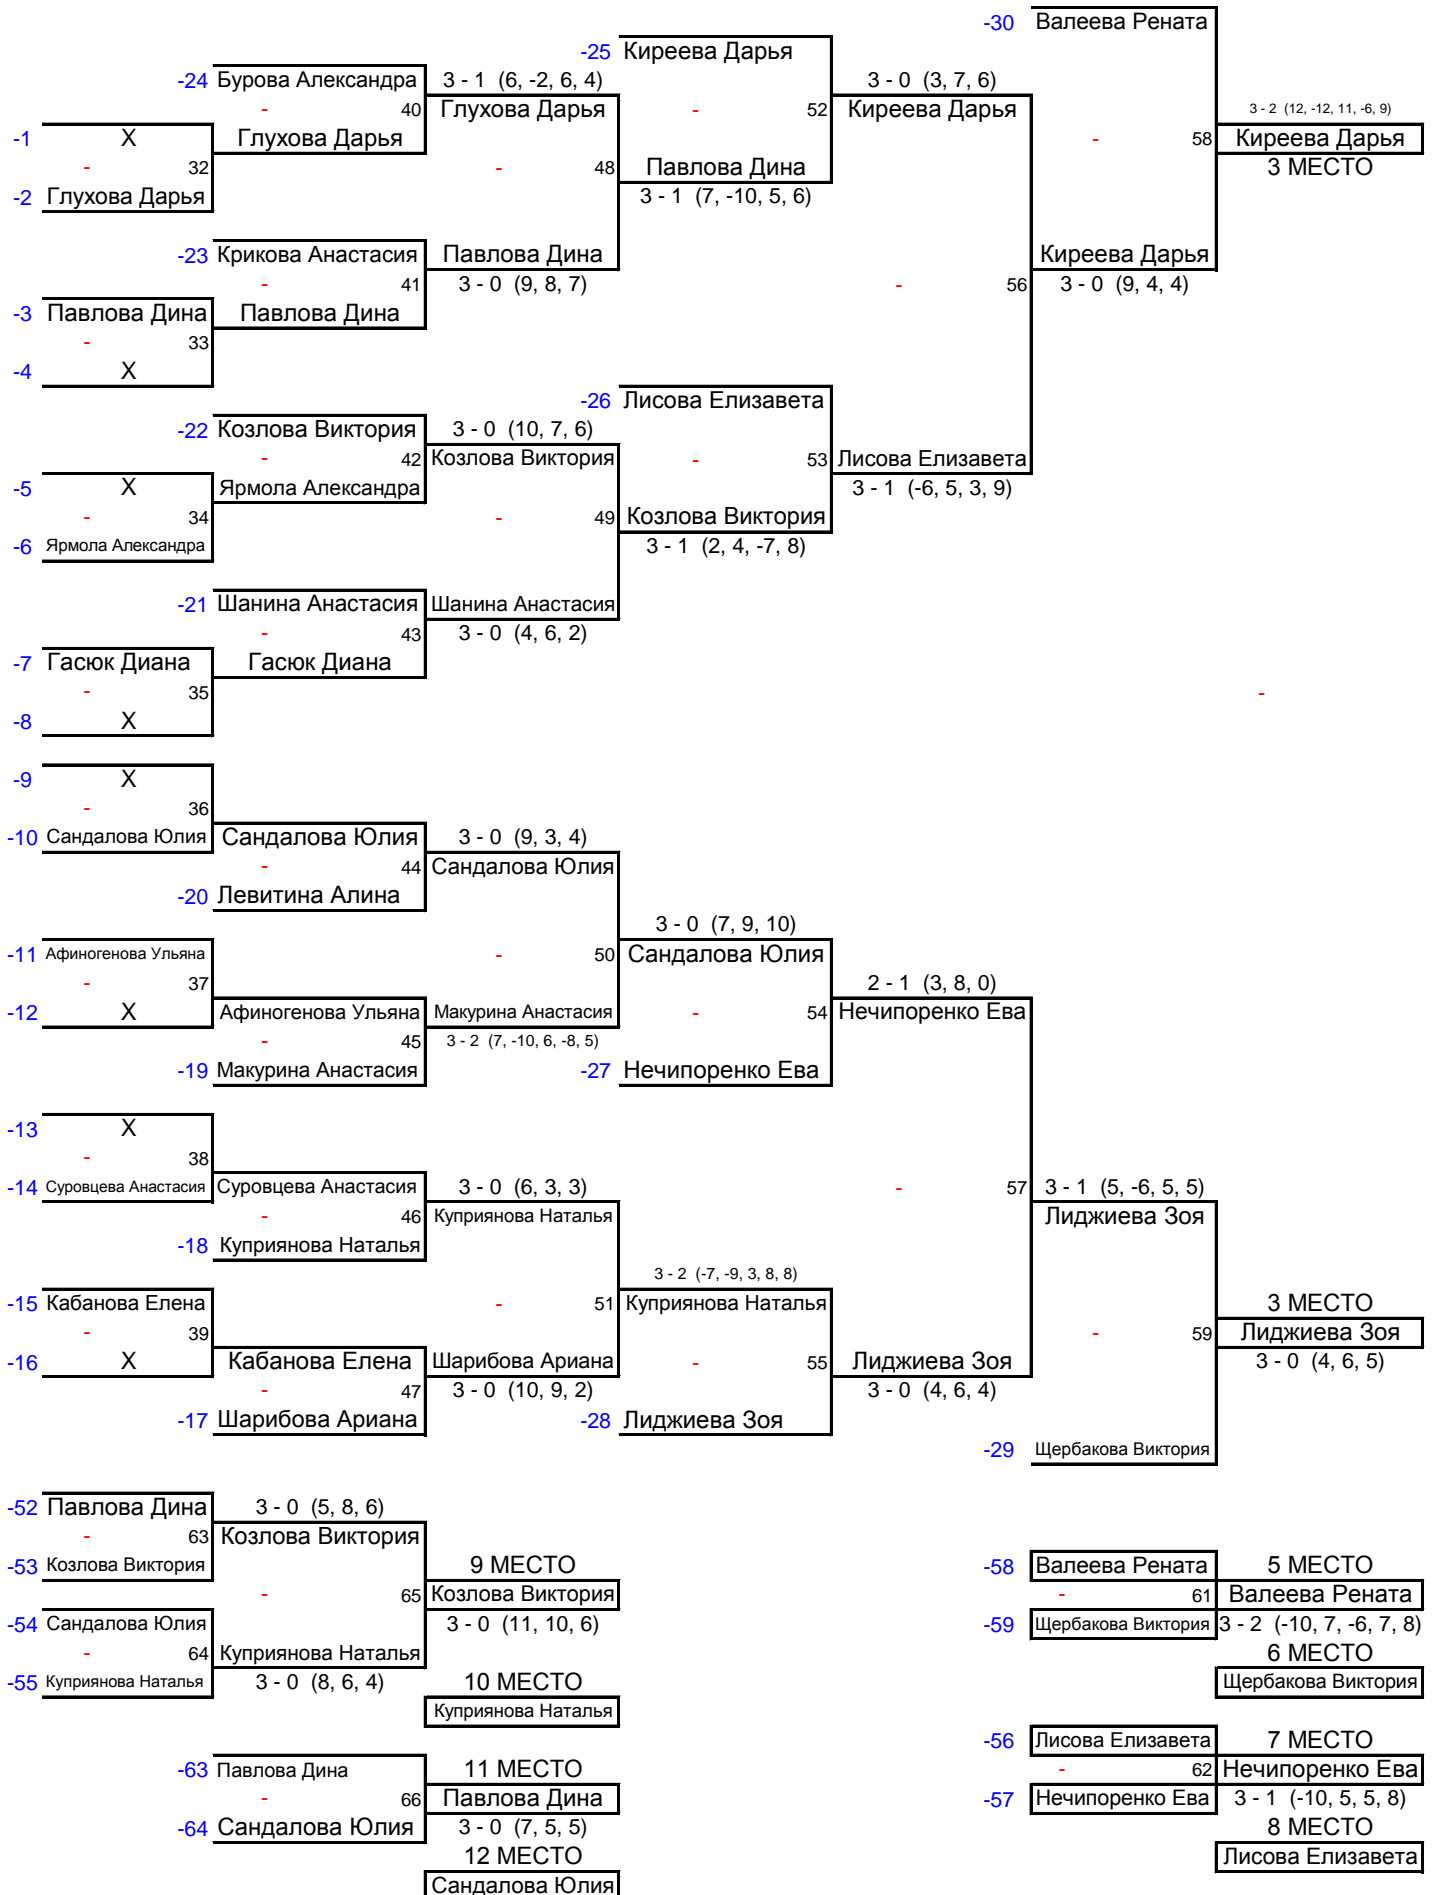 -30 Валеева Рената
-25 Киреева Дарья
-24 Бурова Александра 3 - 1 (6, -2, 6, 4) 3 - 0 (3, 7, 6)
- 40 Глухова Дарья - 52 Киреева Дарья 3 - 2 (12, -12, 11, -6, 9)
-1 X Глухова Дарья - 58 Киреева Дарья
- 32 - 48 Павлова Дина 3 МЕСТО
-2 Глухова Дарья 3 - 1 (7, -10, 5, 6)
-23 Крикова Анастасия Павлова Дина Киреева Дарья
- 41 3 - 0 (9, 8, 7) - 56 3 - 0 (9, 4, 4)
-3 Павлова Дина Павлова Дина
- 33
-4 X
-26 Лисова Елизавета
-22 Козлова Виктория 3 - 0 (10, 7, 6)
- 42 Козлова Виктория - 53 Лисова Елизавета
-5 X Ярмола Александра 3 - 1 (-6, 5, 3, 9)
- 34 - 49 Козлова Виктория
-6 Ярмола Александра 3 - 1 (2, 4, -7, 8)
-21 Шанина Анастасия Шанина Анастасия
- 43 3 - 0 (4, 6, 2)
-7 Гасюк Диана Гасюк Диана
- 35 -
-8 X
-9 X
- 36
-10 Сандалова Юлия Сандалова Юлия 3 - 0 (9, 3, 4)
- 44 Сандалова Юлия
-20 Левитина Алина
3 - 0 (7, 9, 10)
-11 Афиногенова Ульяна - 50 Сандалова Юлия
- 37 2 - 1 (3, 8, 0)
-12 X Афиногенова Ульяна Макурина Анастасия - 54 Нечипоренко Ева
- 45 3 - 2 (7, -10, 6, -8, 5)
-19 Макурина Анастасия -27 Нечипоренко Ева
-13 X
- 38
-14 Суровцева Анастасия Суровцева Анастасия 3 - 0 (6, 3, 3) - 57 3 - 1 (5, -6, 5, 5)
- 46 Куприянова Наталья Лиджиева Зоя
-18 Куприянова Наталья
3 - 2 (-7, -9, 3, 8, 8)
-15 Кабанова Елена - 51 Куприянова Наталья 3 МЕСТО
- 39 - 59 Лиджиева Зоя
-16 X Кабанова Елена Шарибова Ариана - 55 Лиджиева Зоя 3 - 0 (4, 6, 5)
- 47 3 - 0 (10, 9, 2) 3 - 0 (4, 6, 4)
-17 Шарибова Ариана -28 Лиджиева Зоя
-29 Щербакова Виктория
-52 Павлова Дина 3 - 0 (5, 8, 6)
- 63 Козлова Виктория
-53 Козлова Виктория 9 МЕСТО -58 Валеева Рената 5 МЕСТО
- 65 Козлова Виктория - 61 Валеева Рената
-54 Сандалова Юлия 3 - 0 (11, 10, 6) -59 Щербакова Виктория 3 - 2 (-10, 7, -6, 7, 8)
- 64 Куприянова Наталья 6 МЕСТО
-55 Куприянова Наталья 3 - 0 (8, 6, 4) 10 МЕСТО Щербакова Виктория
Куприянова Наталья
-56 Лисова Елизавета 7 МЕСТО
-63 Павлова Дина 11 МЕСТО - 62 Нечипоренко Ева
- 66 Павлова Дина -57 Нечипоренко Ева 3 - 1 (-10, 5, 5, 8)
-64 Сандалова Юлия 3 - 0 (7, 5, 5) 8 МЕСТО
12 МЕСТО Лисова Елизавета
Сандалова Юлия